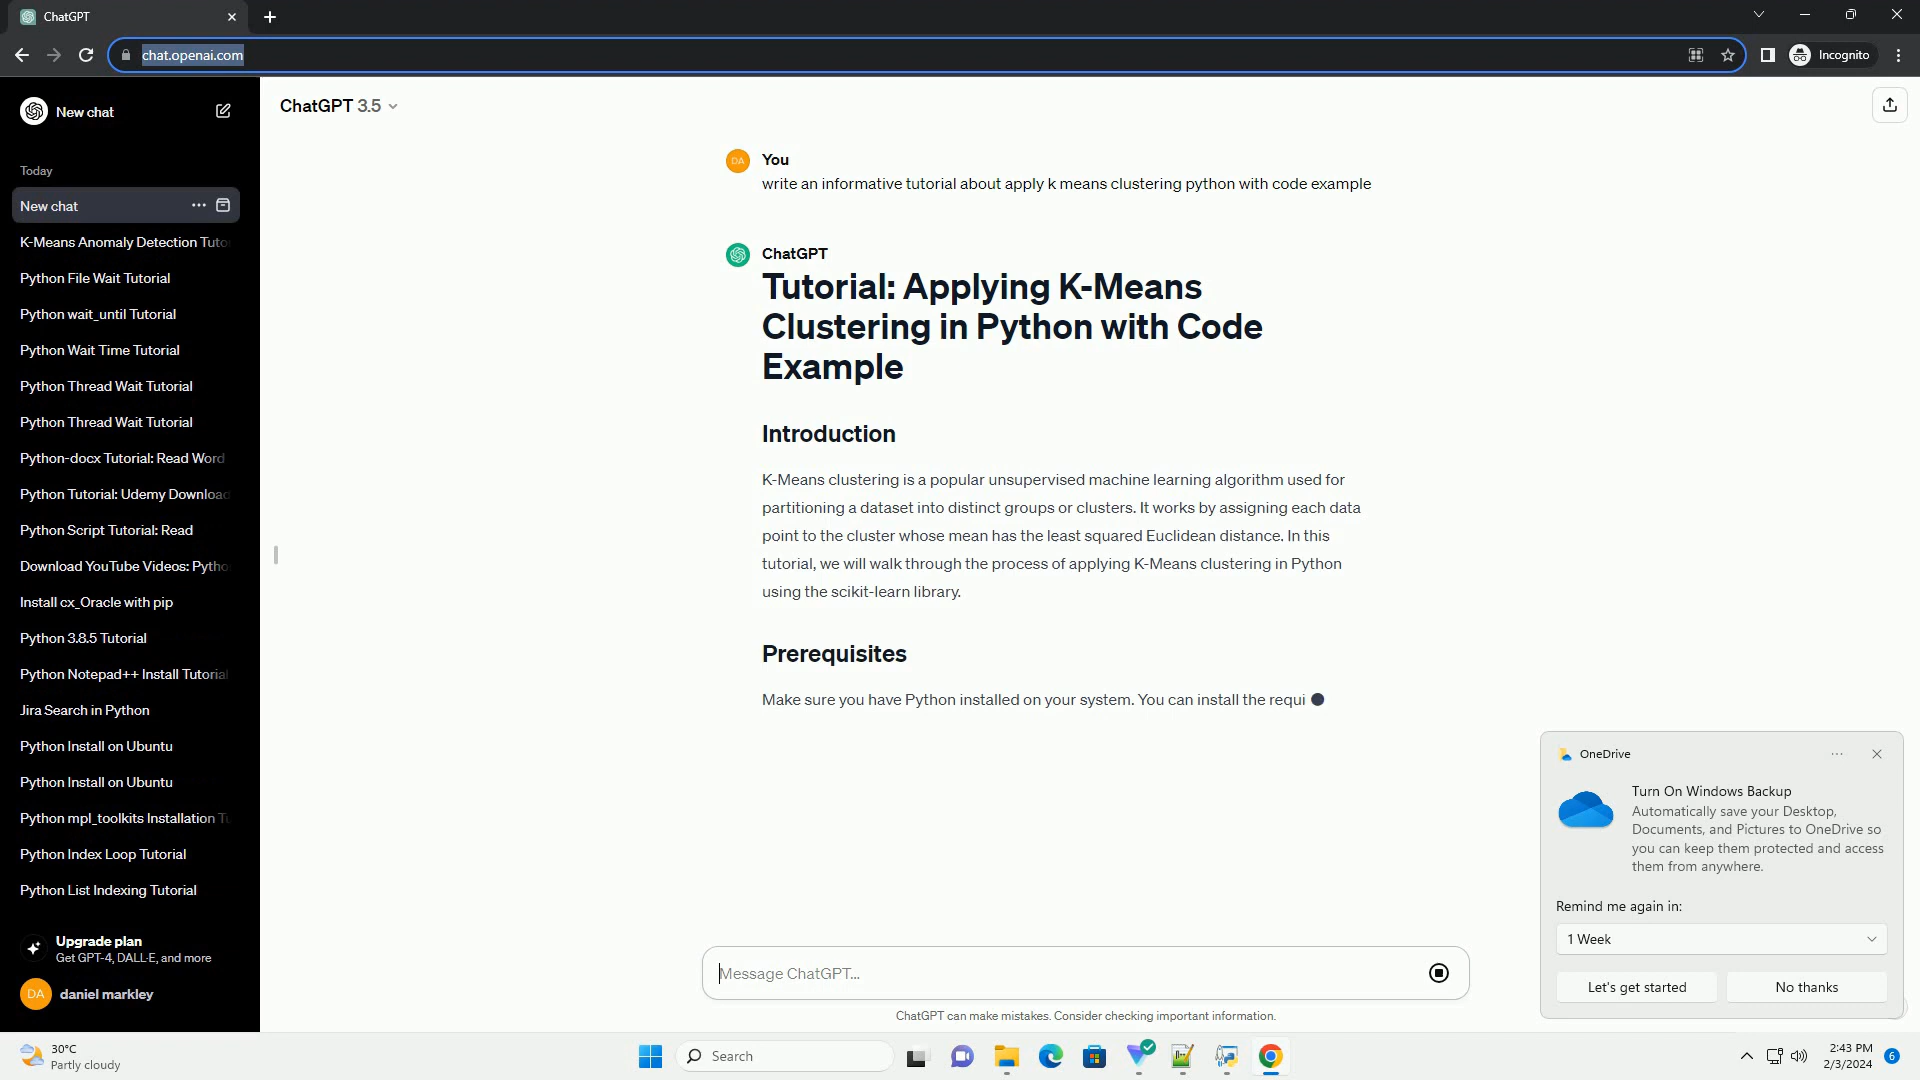 ChatGPT
chat.openai.com
Incognito
New chat
Today
New chat
K-Means Anomaly Detection Tuto
Python File Wait Tutorial
Python wait_until Tutorial
Python Wait Time Tutorial
Python Thread Wait Tutorial
Python Thread Wait Tutorial
Python-docx Tutorial: Read Word
Python Tutorial: Udemy Download
Python Script Tutorial: Read
Download YouTube Videos: Pytho
Install cx_Oracle with pip
Python 3.8.5 Tutorial
Python Notepad++ Install Tutorial
Jira Search in Python
Python Install on Ubuntu
Python Install on Ubuntu
Python mpl_toolkits Installation Tu
Python Index Loop Tutorial
Python List Indexing Tutorial
Upgrade plan
Get GPT-4, DALL·E, and more
DA daniel markley
ChatGPT 3.5
DA You
write an informative tutorial about apply k means clustering python with code example
ChatGPT
Tutorial: Applying K-Means
Clustering in Python with Code
Example
Introduction
K-Means clustering is a popular unsupervised machine learning algorithm used for
partitioning a dataset into distinct groups or clusters. It works by assigning each data
point to the cluster whose mean has the least squared Euclidean distance. In this
tutorial, we will walk through the process of applying K-Means clustering in Python
using the scikit-learn library.
Prerequisites
Make sure you have Python installed on your system. You can install the requi
Message ChatGPT...
ChatGPT can make mistakes. Consider checking important information.
OneDrive
Turn On Windows Backup
Automatically save your Desktop,
Documents, and Pictures to OneDrive so
you can keep them protected and access
them from anywhere.
Remind me again in:
1 Week
Let's get started
No thanks
30°C
Partly cloudy
Search
2:43 PM
2/3/2024
6